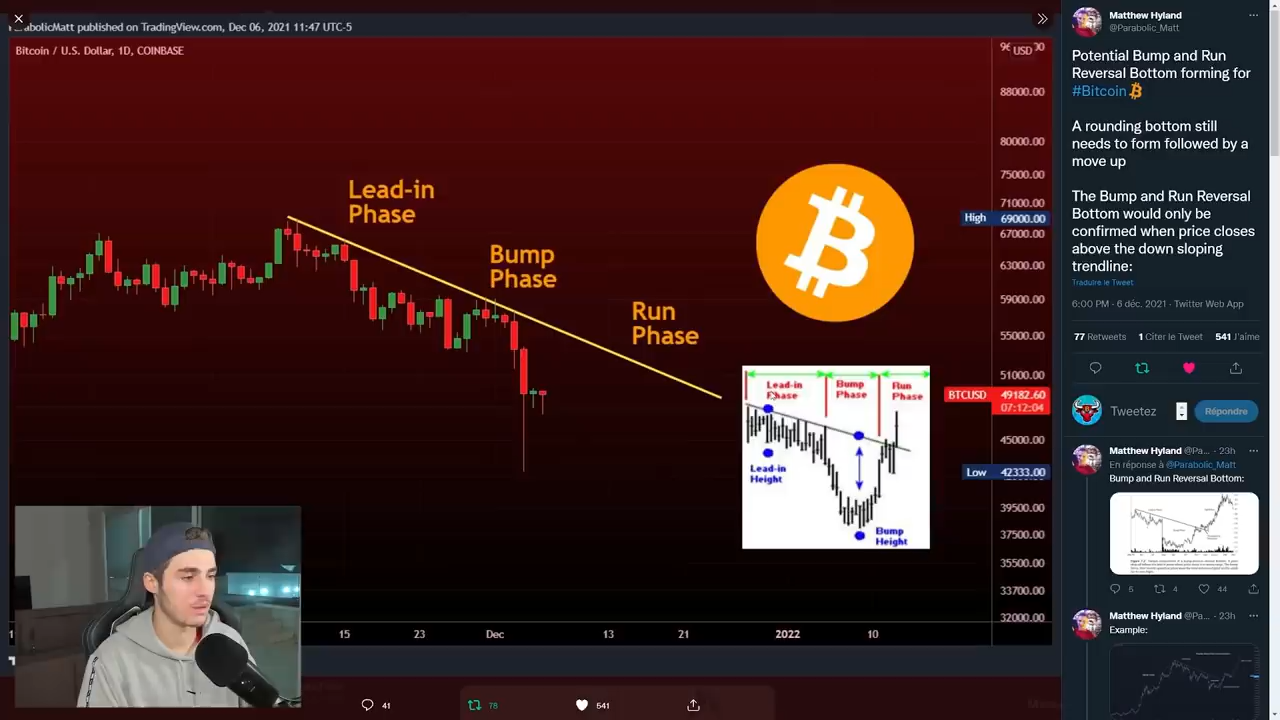 arabolicMatt published on TradingView.com, Dec 06, 2021 11:47 UTC-5
Bitcoin / U.S. Dollar, 1D, COINBASE
USD
88000.00
80000.00
75000.00
71000.00
High 69000.00
67000.00
63000.00
59000.00
55000.00
51000.00
BTCUSD 49182.60
07:12:04
45000.00
Low 42333.00
39500.00
37500.00
35500.00
33700.00
32000.00
Lead-in
Phase
Bump
Phase
Run
Phase
Lead-in
Phase
Bump
Phase
Run
Phase
Lead-in
Height
Bump
Height
15 23 Dec 13 21 2022 10
41 78 541
Matthew Hyland
@Parabolic_Matt
Potential Bump and Run
Reversal Bottom forming for
#Bitcoin
A rounding bottom still
needs to form followed by a
move up
The Bump and Run Reversal
Bottom would only be
confirmed when price closes
above the down sloping
trendline:
Traduire le Tweet
6:00 PM · 6 déc. 2021 · Twitter Web App
77 Retweets 1 Citer le Tweet 541 J'aime
Tweetez Répondre
Matthew Hyland @Pa... · 23h
En réponse à @Parabolic_Matt
Bump and Run Reversal Bottom:
6 4 44
Matthew Hyland @Pa... · 23h
Example: